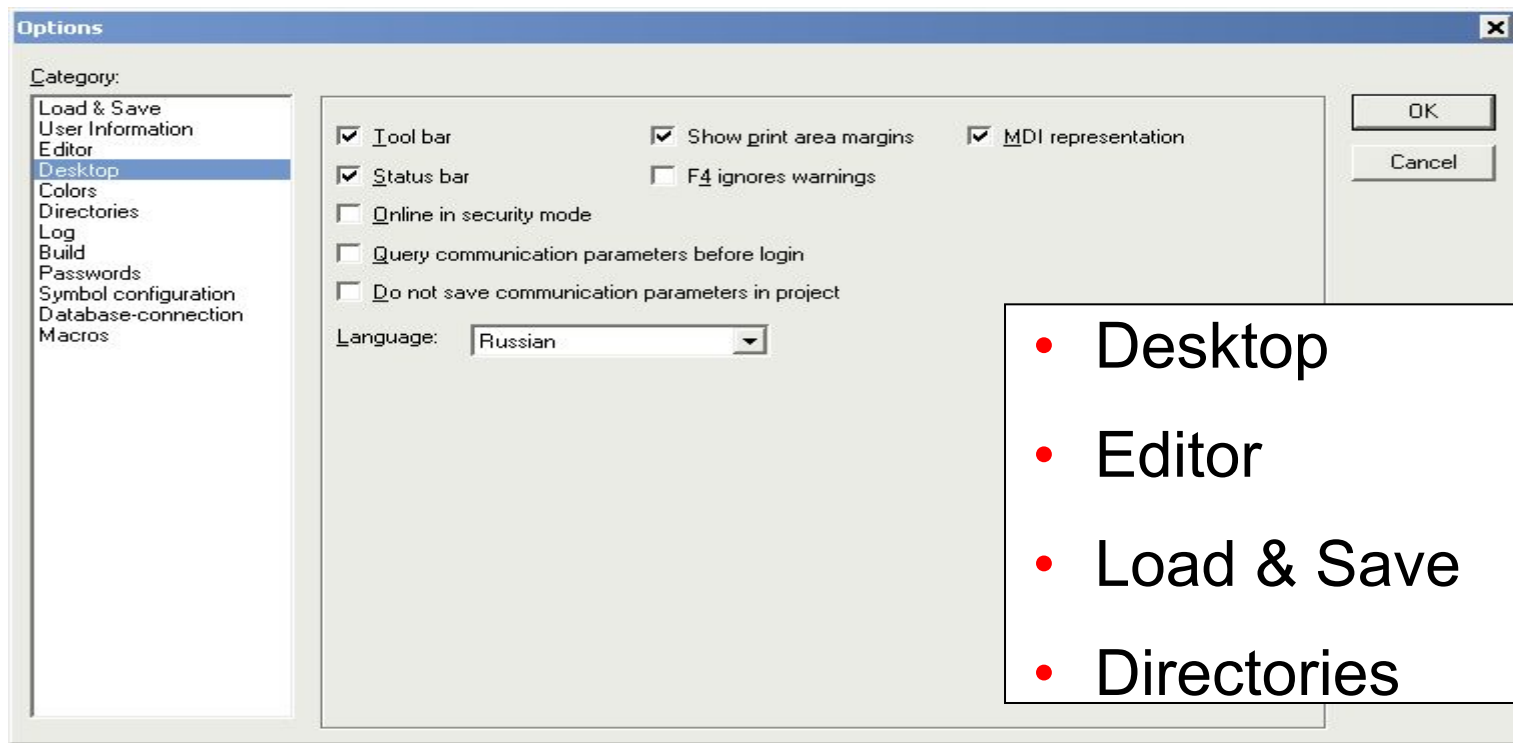 Options
Category:
Load & Save
User Information
Editor
Desktop
Colors
Directories
Log
Build
Passwords
Symbol configuration
Database-connection
Macros
Tool bar
Show print area margins
MDI representation
Status bar
F4 ignores warnings
Online in security mode
Query communication parameters before login
Do not save communication parameters in project
Language: Russian
OK
Cancel
• Desktop
• Editor
• Load & Save
• Directories